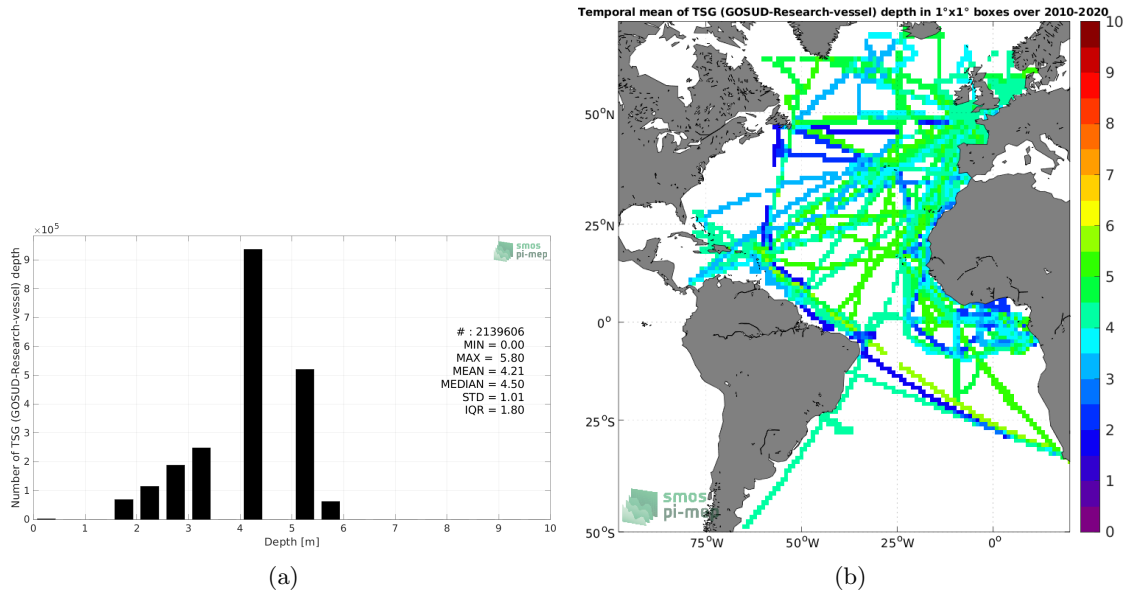 Temporal mean of TSG (GOSUD-Research-vessel) depth in 1°x1° boxes over 2010-2020
×10⁵
Number of TSG (GOSUD-Research-vessel) depth
9
8
7
6
5
4
3
2
1
0
smos
pi-mep
# : 2139606
MIN = 0.00
MAX = 5.80
MEAN = 4.21
MEDIAN = 4.50
STD = 1.01
IQR = 1.80
0 1 2 3 4 5 6 7 8 9 10
Depth [m]
(a)
50°N
25°N
0°
25°S
50°S
75°W 50°W 25°W 0°
smos
pi-mep
10
9
8
7
6
5
4
3
2
1
0
(b)